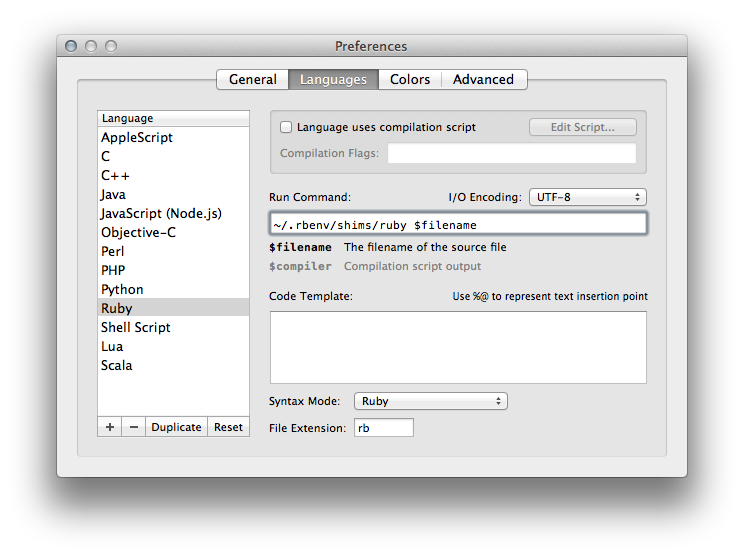 Preferences
General Languages Colors Advanced
Language
AppleScript
C
C++
Java
JavaScript (Node.js)
Objective-C
Perl
PHP
Python
Ruby
Shell Script
Lua
Scala
+ − Duplicate Reset
Language uses compilation script Edit Script...
Compilation Flags:
Run Command: I/O Encoding: UTF-8
~/.rbenv/shims/ruby $filename
$filename The filename of the source file
$compiler Compilation script output
Code Template: Use %@ to represent text insertion point
Syntax Mode: Ruby
File Extension: rb